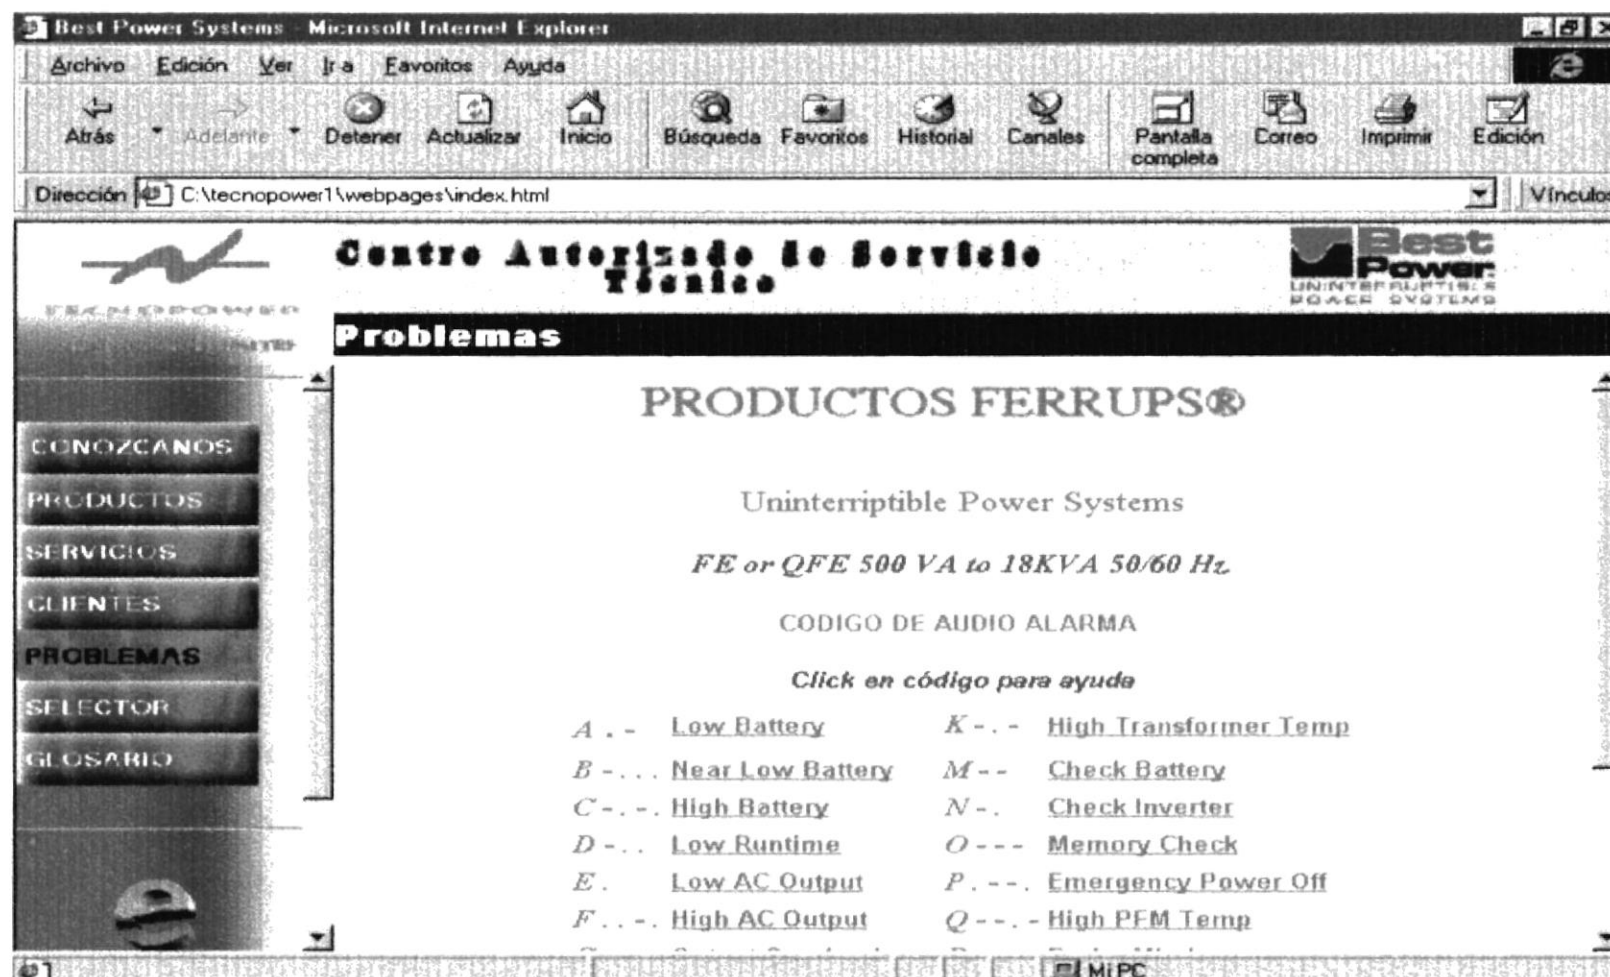 Best Power Systems - Microsoft Internet Explorer
Archivo Edición Ver Ir a Favoritos Ayuda
Atrás Adelante Detener Actualizar Inicio Búsqueda Favoritos Historial Canales Pantalla completa Correo Imprimir Edición
Dirección C:\tecnopower1\webpages\index.html Vínculos
TECNOPOWER
Centro Autorizado de Servicio
Técnico
Best
Power
UNINTERRUPTIBLE
POWER SYSTEMS
Problemas
CONOZCANOS
PRODUCTOS
SERVICIOS
CLIENTES
PROBLEMAS
SELECTOR
GLOSARIO
PRODUCTOS FERRUPS®
Uninterriptible Power Systems
FE or QFE 500 VA to 18KVA 50/60 Hz
CODIGO DE AUDIO ALARMA
Click en código para ayuda
A . - Low Battery K - . - High Transformer Temp
B - . . . Near Low Battery M - - Check Battery
C - . - . High Battery N - . Check Inverter
D - . . Low Runtime O - - - Memory Check
E . Low AC Output P . - - . Emergency Power Off
F . . - . High AC Output Q - - . - High PFM Temp
Mi PC